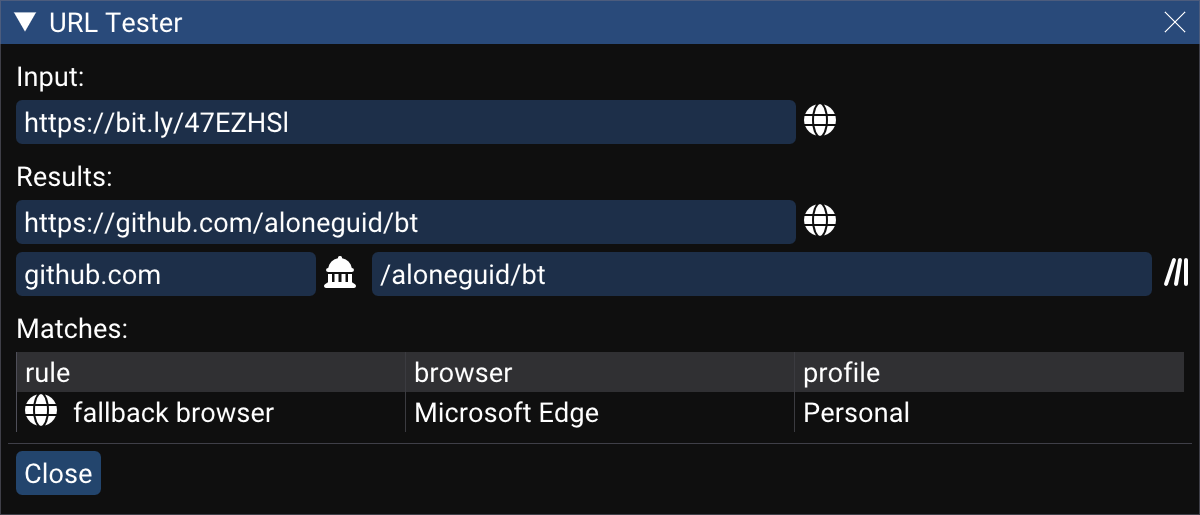 URL Tester
Input:
https://bit.ly/47EZHSl
Results:
https://github.com/aloneguid/bt
github.com /aloneguid/bt
Matches:
rule browser profile
fallback browser Microsoft Edge Personal
Close